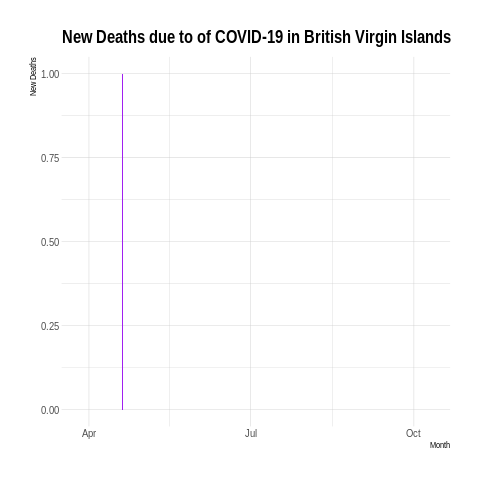 New Deaths due to of COVID-19 in British Virgin Islands
New Deaths
1.00
0.75
0.50
0.25
0.00
Apr
Jul
Oct
Month